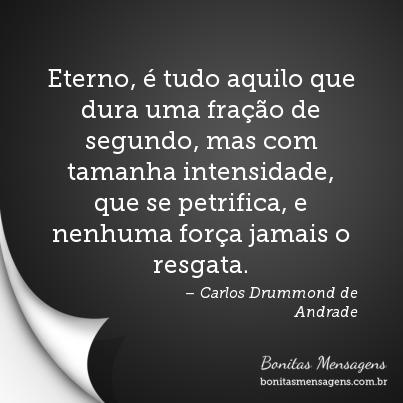 Eterno, é tudo aquilo que
dura uma fração de
segundo, mas com
tamanha intensidade,
que se petrifica, e
nenhuma força jamais o
resgata.
– Carlos Drummond de
Andrade
Bonitas Mensagens
bonitasmensagens.com.br